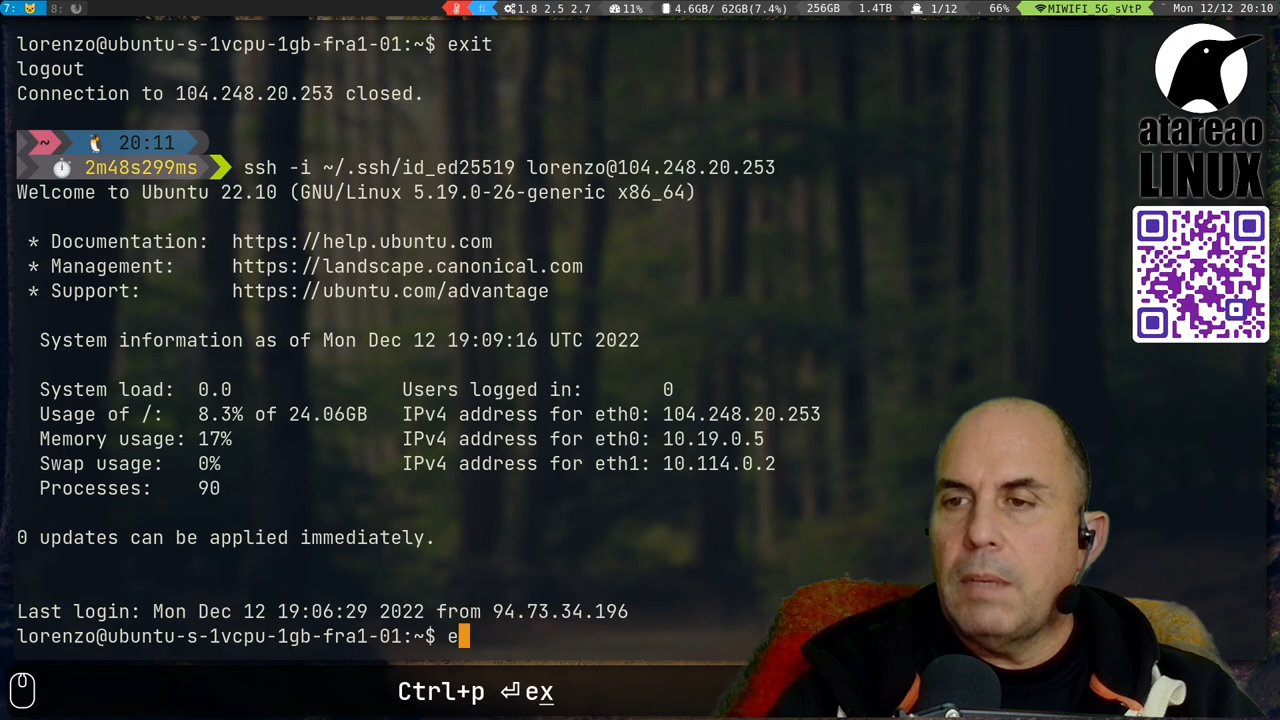 7: 8: 1.8 2.5 2.7 11% 4.6GB/ 62GB(7.4%) 256GB 1.4TB 1/12 66% MIWIFI 5G sVtP Mon 12/12 20:10
lorenzo@ubuntu-s-1vcpu-1gb-fra1-01:~$ exit
logout
Connection to 104.248.20.253 closed.
~ 20:11
2m48s299ms ssh -i ~/.ssh/id_ed25519 lorenzo@104.248.20.253
Welcome to Ubuntu 22.10 (GNU/Linux 5.19.0-26-generic x86_64)
* Documentation: https://help.ubuntu.com
* Management: https://landscape.canonical.com
* Support: https://ubuntu.com/advantage
System information as of Mon Dec 12 19:09:16 UTC 2022
System load: 0.0 Users logged in: 0
Usage of /: 8.3% of 24.06GB IPv4 address for eth0: 104.248.20.253
Memory usage: 17% IPv4 address for eth0: 10.19.0.5
Swap usage: 0% IPv4 address for eth1: 10.114.0.2
Processes: 90
0 updates can be applied immediately.
Last login: Mon Dec 12 19:06:29 2022 from 94.73.34.196
lorenzo@ubuntu-s-1vcpu-1gb-fra1-01:~$ e
Ctrl+p ⏎ex
atareao
LINUX